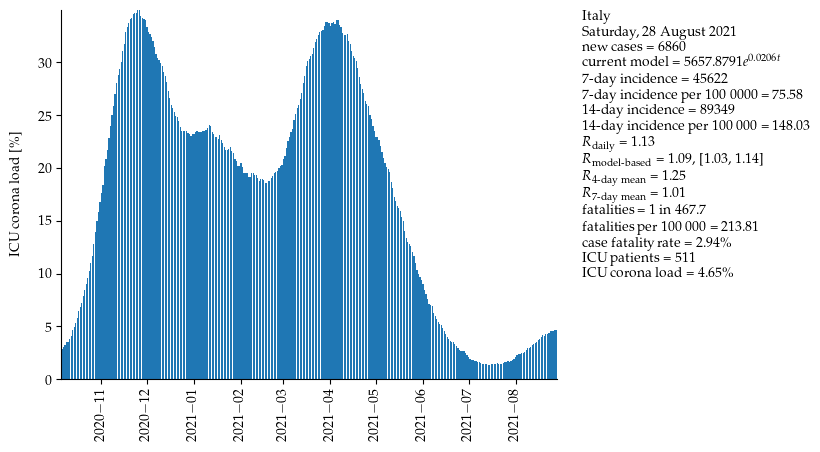 ICU corona load [%]
30
25
20
15
10
5
0
2020−11
2020−12
2021−01
2021−02
2021−03
2021−04
2021−05
2021−06
2021−07
2021−08
Italy
Saturday, 28 August 2021
new cases = 6860
current model = 5657.8791e^0.0206t
7-day incidence = 45622
7-day incidence per 100 0000 = 75.58
14-day incidence = 89349
14-day incidence per 100 000 = 148.03
R_daily = 1.13
R_model-based = 1.09, [1.03, 1.14]
R_4-day mean = 1.25
R_7-day mean = 1.01
fatalities = 1 in 467.7
fatalities per 100 000 = 213.81
case fatality rate = 2.94%
ICU patients = 511
ICU corona load = 4.65%